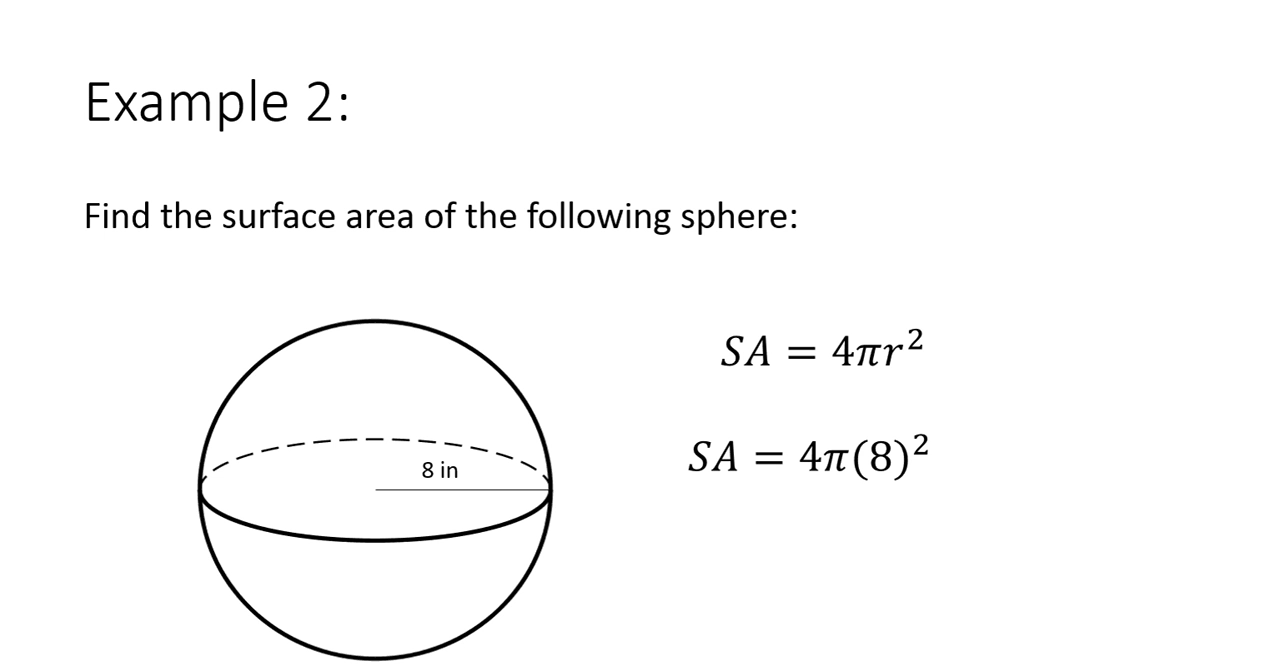 Example 2:
Find the surface area of the following sphere:
SA = 4πr²
8 in
SA = 4π(8)²